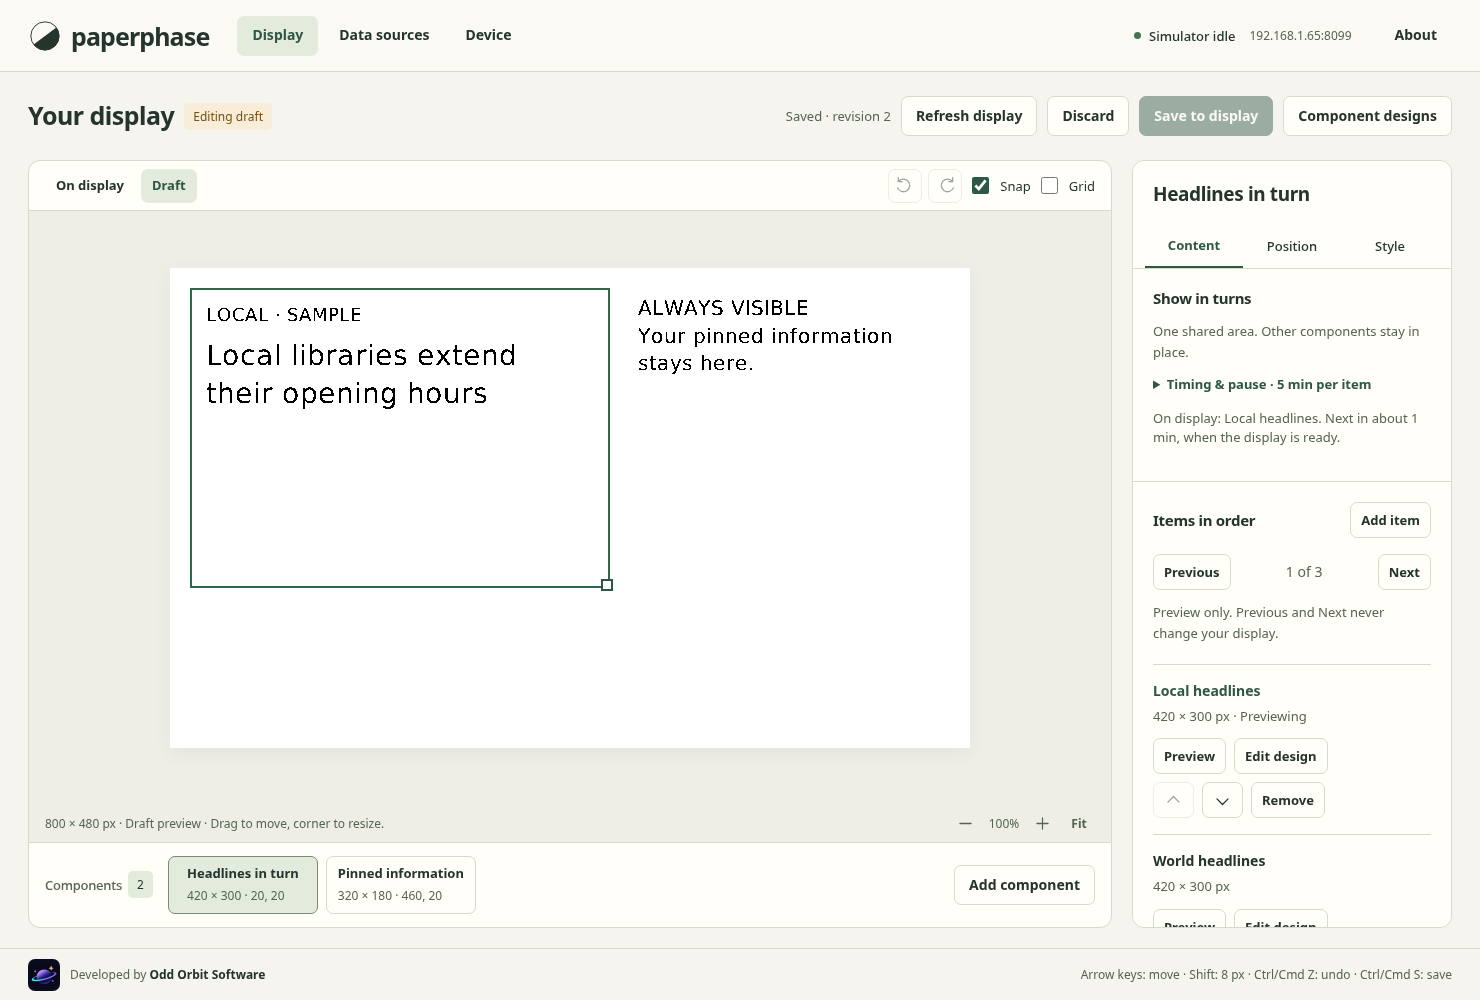 paperphase
Display
Data sources
Device
Simulator idle
192.168.1.65:8099
About
Your display
Editing draft
Saved · revision 2
Refresh display
Discard
Save to display
Component designs
On display
Draft
Snap
Grid
LOCAL · SAMPLE
Local libraries extend
their opening hours
ALWAYS VISIBLE
Your pinned information
stays here.
800 × 480 px · Draft preview · Drag to move, corner to resize.
100%
Fit
Components
2
Headlines in turn
420 × 300 · 20, 20
Pinned information
320 × 180 · 460, 20
Add component
Headlines in turn
Content
Position
Style
Show in turns
One shared area. Other components stay in
place.
Timing & pause · 5 min per item
On display: Local headlines. Next in about 1
min, when the display is ready.
Items in order
Add item
Previous
1 of 3
Next
Preview only. Previous and Next never
change your display.
Local headlines
420 × 300 px · Previewing
Preview
Edit design
Remove
World headlines
420 × 300 px
Preview
Edit design
Developed by Odd Orbit Software
Arrow keys: move · Shift: 8 px · Ctrl/Cmd Z: undo · Ctrl/Cmd S: save